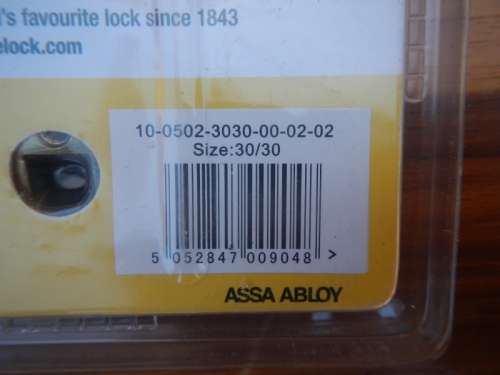 l's favourite lock since 1843
elock.com
10-0502-3030-00-02-02
Size:30/30
5 052847 009048 >
ASSA ABLOY